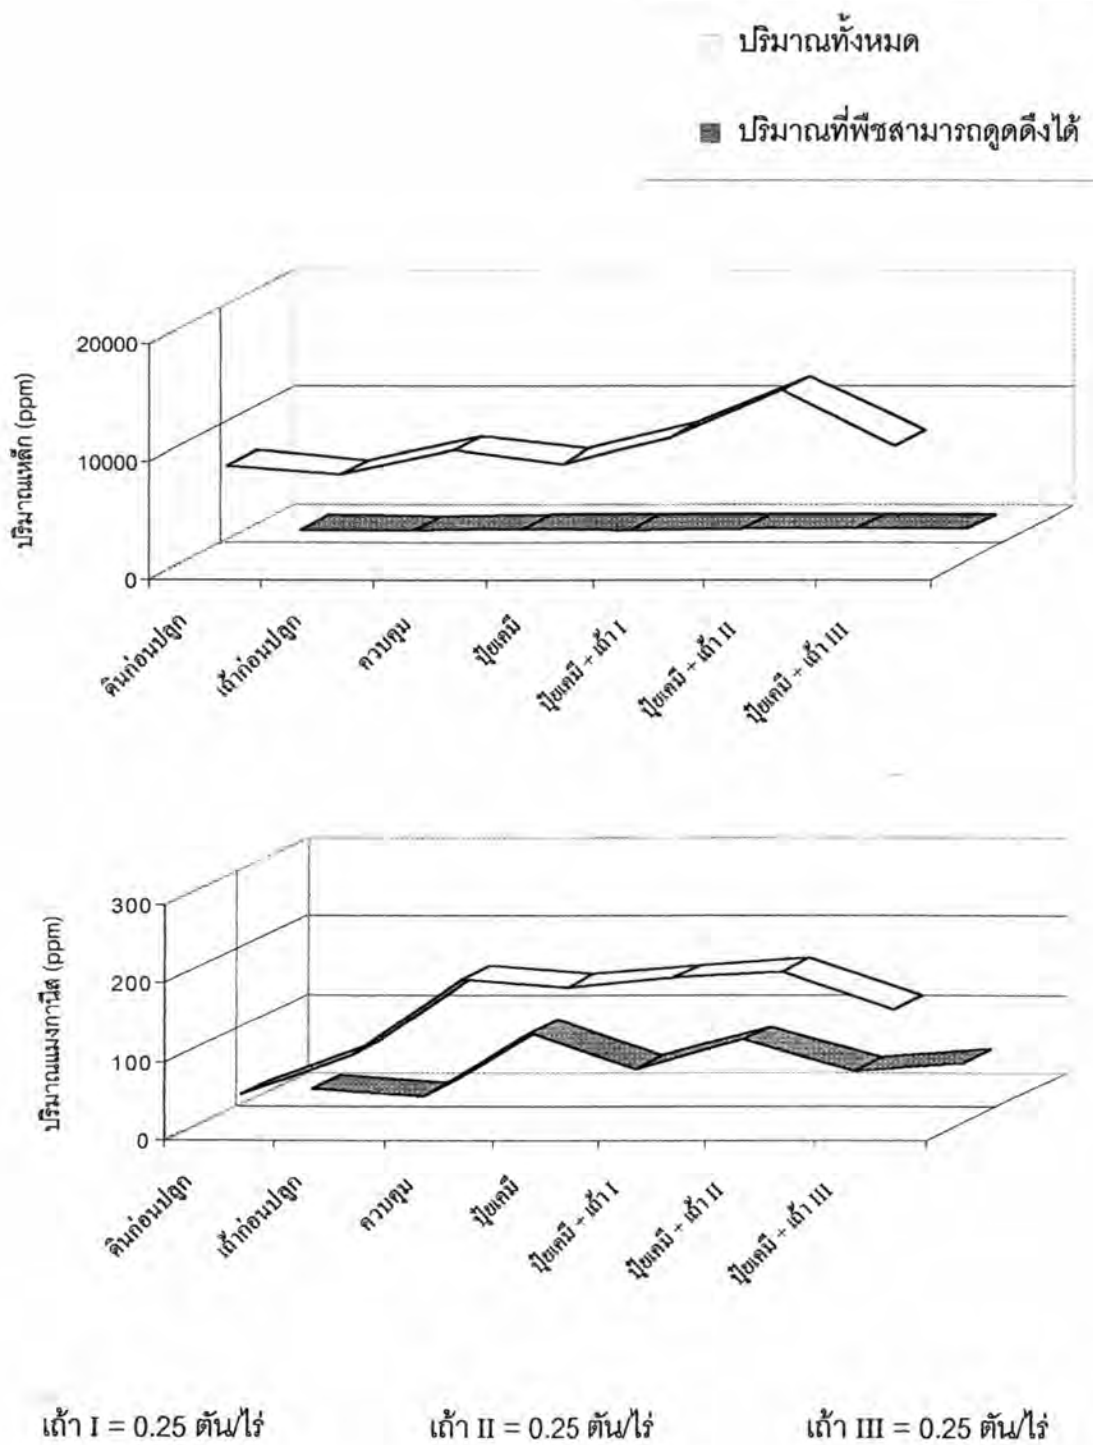 ปริมาณทั้งหมด
ปริมาณที่พืชสามารถดูดดึงได้
ปริมาณเหล็ก (ppm)
20000
10000
0
ดินก่อนปลูก
เถ้าก่อนปลูก
ควบคุม
ปุ๋ยเคมี
ปุ๋ยเคมี + เถ้า I
ปุ๋ยเคมี + เถ้า II
ปุ๋ยเคมี + เถ้า III
ปริมาณแมงกานีส (ppm)
300
200
100
0
ดินก่อนปลูก
เถ้าก่อนปลูก
ควบคุม
ปุ๋ยเคมี
ปุ๋ยเคมี + เถ้า I
ปุ๋ยเคมี + เถ้า II
ปุ๋ยเคมี + เถ้า III
เถ้า I = 0.25 ตัน/ไร่ เถ้า II = 0.25 ตัน/ไร่ เถ้า III = 0.25 ตัน/ไร่